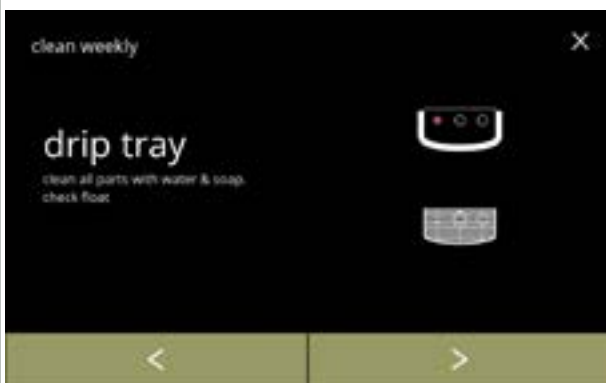 clean weekly
drip tray
clean all parts with water & soap.
check float